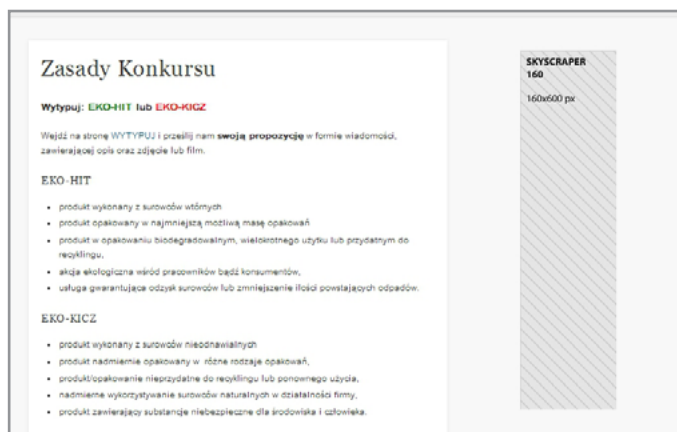 Zasady Konkursu
Wytypuj: EKO-HIT lub EKO-KICZ
Wejdź na stronę WYTYPUJ i prześlij nam swoją propozycję w formie wiadomości,
zawierającej opis oraz zdjęcie lub film.
EKO-HIT
• produkt wykonany z surowców wtórnych
• produkt opakowany w najmniejszą możliwą masę opakowań
• produkt w opakowaniu biodegradowalnym, wielokrotnego użytku lub przydatnym do
recyklingu,
• akcja ekologiczna wśród pracowników bądź konsumentów,
• usługa gwarantująca odzysk surowców lub zmniejszenie ilości powstających odpadów.
EKO-KICZ
• produkt wykonany z surowców nieodnawialnych
• produkt nadmiernie opakowany w różne rodzaje opakowań,
• produkt/opakowanie nieprzydatne do recyklingu lub ponownego użycia,
• nadmierne wykorzystywanie surowców naturalnych w działalności firmy,
• produkt zawierający substancje niebezpieczne dla środowiska i człowieka.
SKYSCRAPER
160
160x600 px